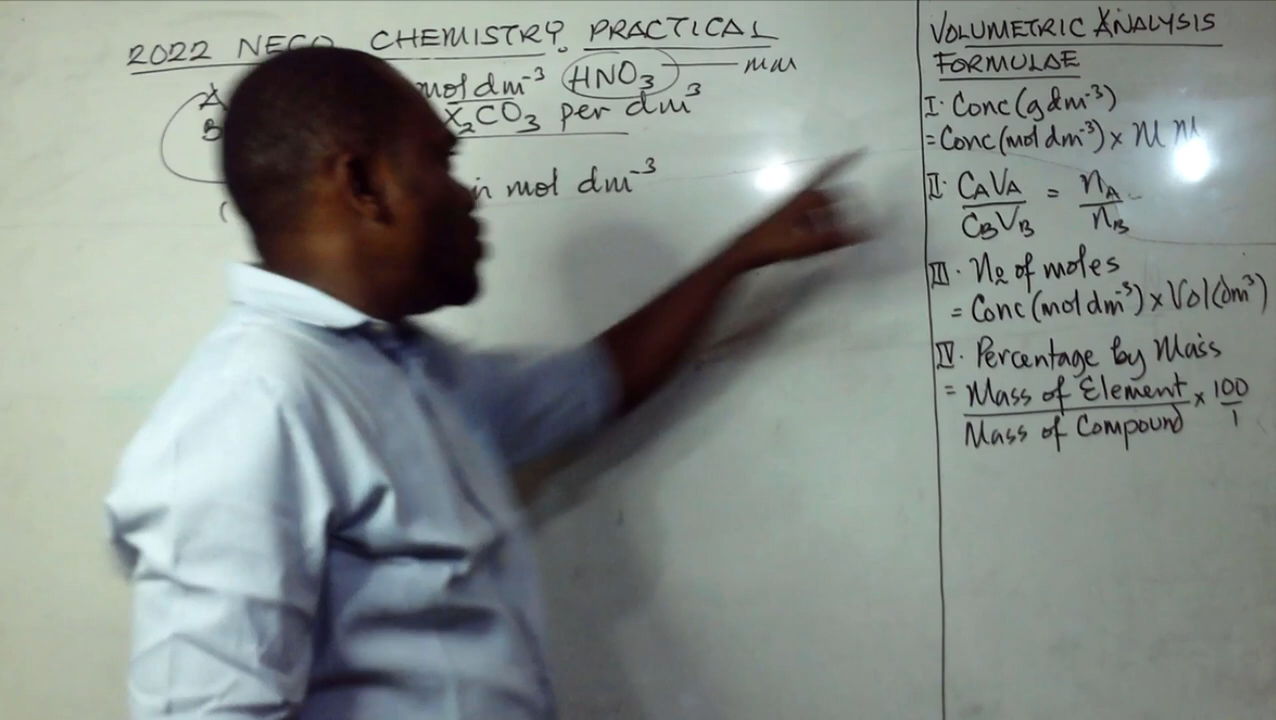 2022 NECO CHEMISTRY PRACTICAL
A mol dm⁻³ HNO₃ mm
B X₂CO₃ per dm³
in mol dm⁻³
VOLUMETRIC ANALYSIS
FORMULAE
I. Conc (g dm⁻³)
= Conc (mol dm⁻³) × M M
II. CAVA/CBVB = nA/nB
III. No of moles
= Conc (mol dm⁻³) × Vol (dm³)
IV. Percentage by Mass
= Mass of Element/Mass of Compound × 100/1